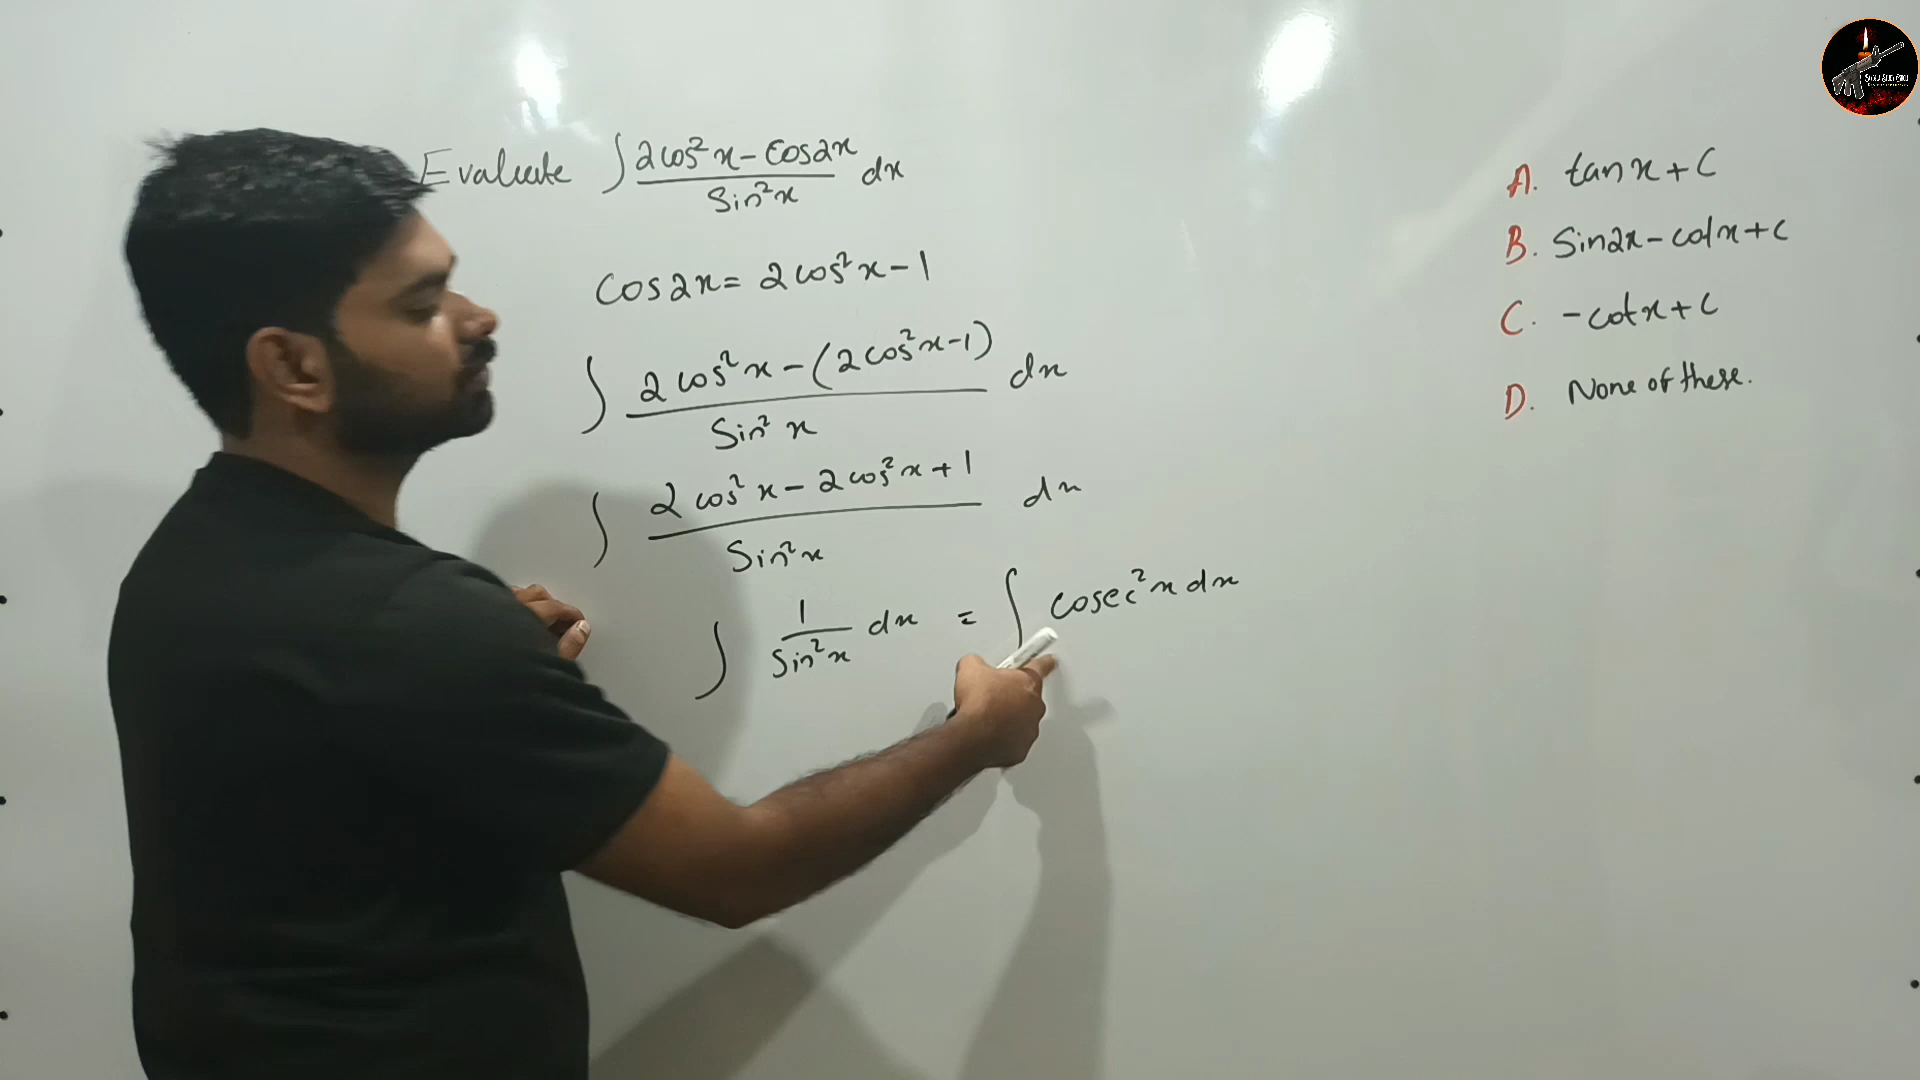 Evaluate ∫ 2cos²x - Cos2x / Sin²x dx
Cos2x = 2cos²x - 1
∫ 2cos²x - (2cos²x - 1) / Sin²x dx
∫ 2cos²x - 2cos²x + 1 / Sin²x dx
∫ 1 / Sin²x dx = ∫ cosec²x dx
A. tanx + C
B. Sin2x - cotx + C
C. -cotx + C
D. None of these.